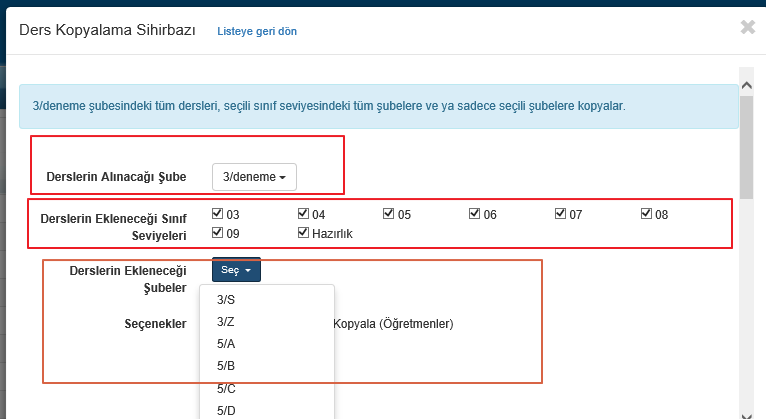 Ders Kopyalama Sihirbazı Listeye geri dön
3/deneme şubesindeki tüm dersleri, seçili sınıf seviyesindeki tüm şubelere ve ya sadece seçili şubelere kopyalar.
Derslerin Alınacağı Şube 3/deneme
Derslerin Ekleneceği Sınıf Seviyeleri
03 04 05 06 07 08
09 Hazırlık
Derslerin Ekleneceği Şubeler
Seç
3/S
3/Z
5/A
5/B
5/C
5/D
Seçenekler
Kopyala (Öğretmenler)